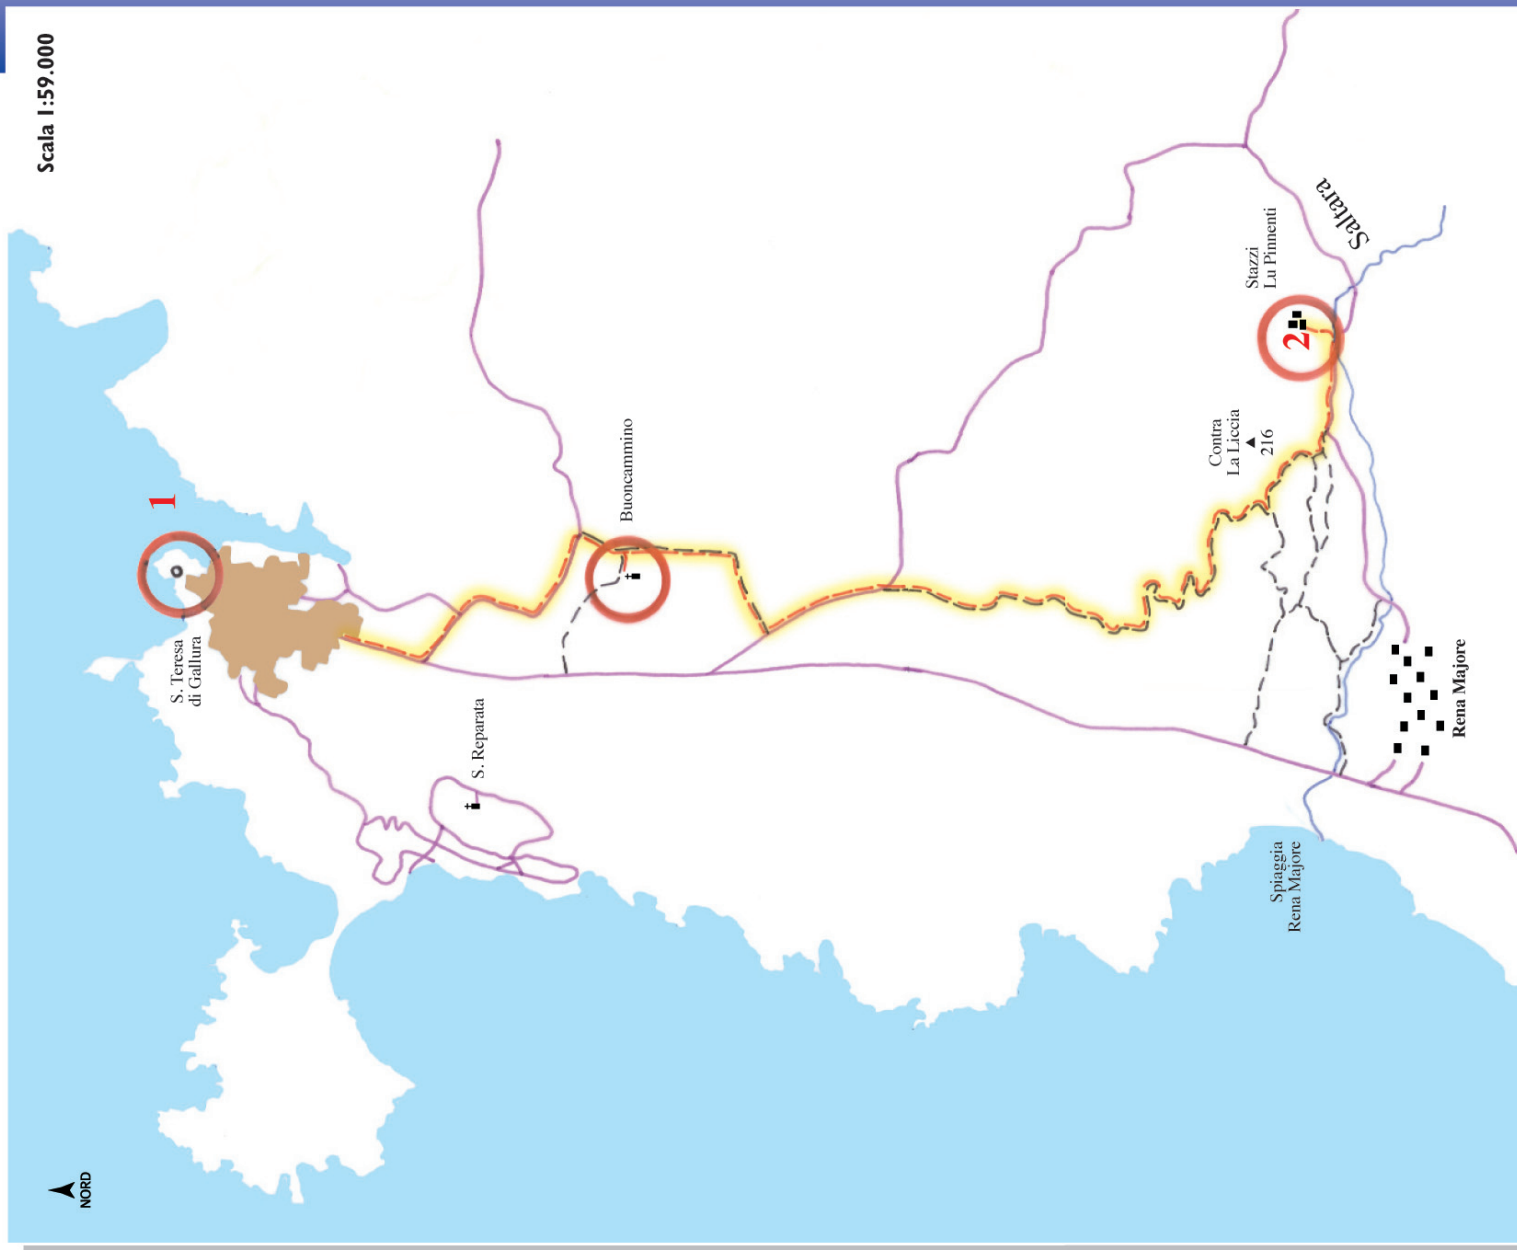 Scala 1:59.000
1
S. Teresa
di Gallura
Buoncammino
S. Reparata
Saltara
Stazzi
Lu Pinnenti
2
Contra
La Liccia
216
Rena Majore
Spiaggia
Rena Majore
NORD